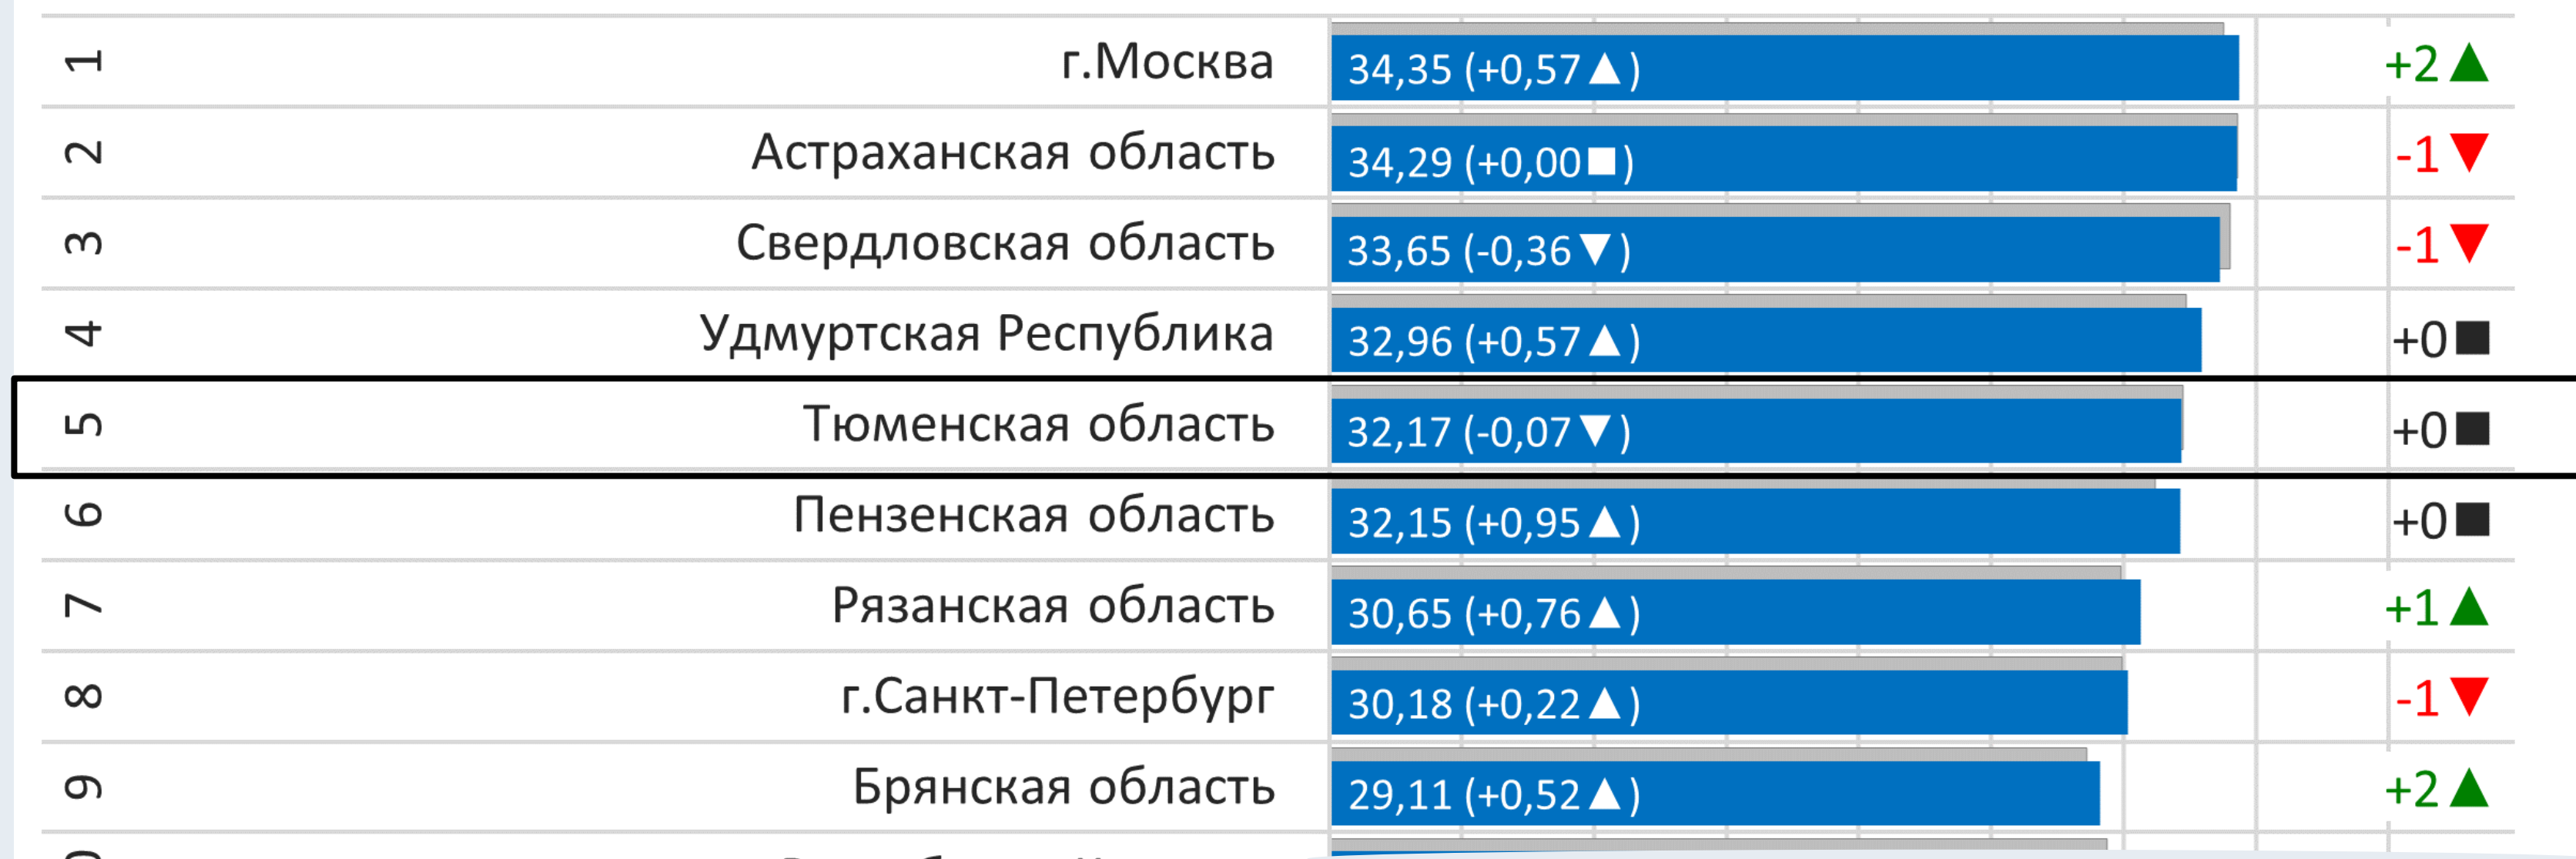 1 г.Москва 34,35 (+0,57▲) +2▲
2 Астраханская область 34,29 (+0,00■) -1▼
3 Свердловская область 33,65 (-0,36▼) -1▼
4 Удмуртская Республика 32,96 (+0,57▲) +0■
5 Тюменская область 32,17 (-0,07▼) +0■
6 Пензенская область 32,15 (+0,95▲) +0■
7 Рязанская область 30,65 (+0,76▲) +1▲
8 г.Санкт-Петербург 30,18 (+0,22▲) -1▼
9 Брянская область 29,11 (+0,52▲) +2▲